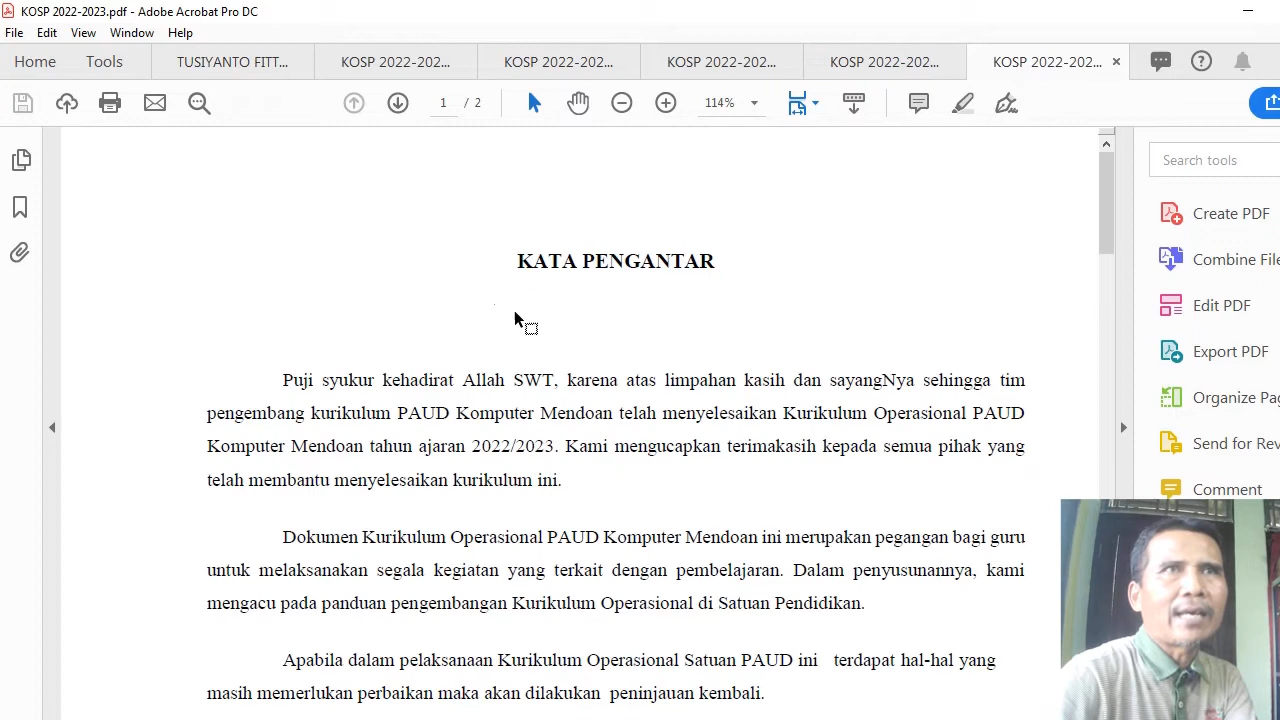 KOSP 2022-2023.pdf - Adobe Acrobat Pro DC
File Edit View Window Help
Home Tools TUSIYANTO FITT... KOSP 2022-202... KOSP 2022-202... KOSP 2022-202... KOSP 2022-202... KOSP 2022-202... ×
1 / 2 114%
Search tools
Create PDF
Combine File
Edit PDF
Export PDF
Organize Pag
Send for Rev
Comment
KATA PENGANTAR
Puji syukur kehadirat Allah SWT, karena atas limpahan kasih dan sayangNya sehingga tim
pengembang kurikulum PAUD Komputer Mendoan telah menyelesaikan Kurikulum Operasional PAUD
Komputer Mendoan tahun ajaran 2022/2023. Kami mengucapkan terimakasih kepada semua pihak yang
telah membantu menyelesaikan kurikulum ini.
Dokumen Kurikulum Operasional PAUD Komputer Mendoan ini merupakan pegangan bagi guru
untuk melaksanakan segala kegiatan yang terkait dengan pembelajaran. Dalam penyusunannya, kami
mengacu pada panduan pengembangan Kurikulum Operasional di Satuan Pendidikan.
Apabila dalam pelaksanaan Kurikulum Operasional Satuan PAUD ini terdapat hal-hal yang
masih memerlukan perbaikan maka akan dilakukan peninjauan kembali.